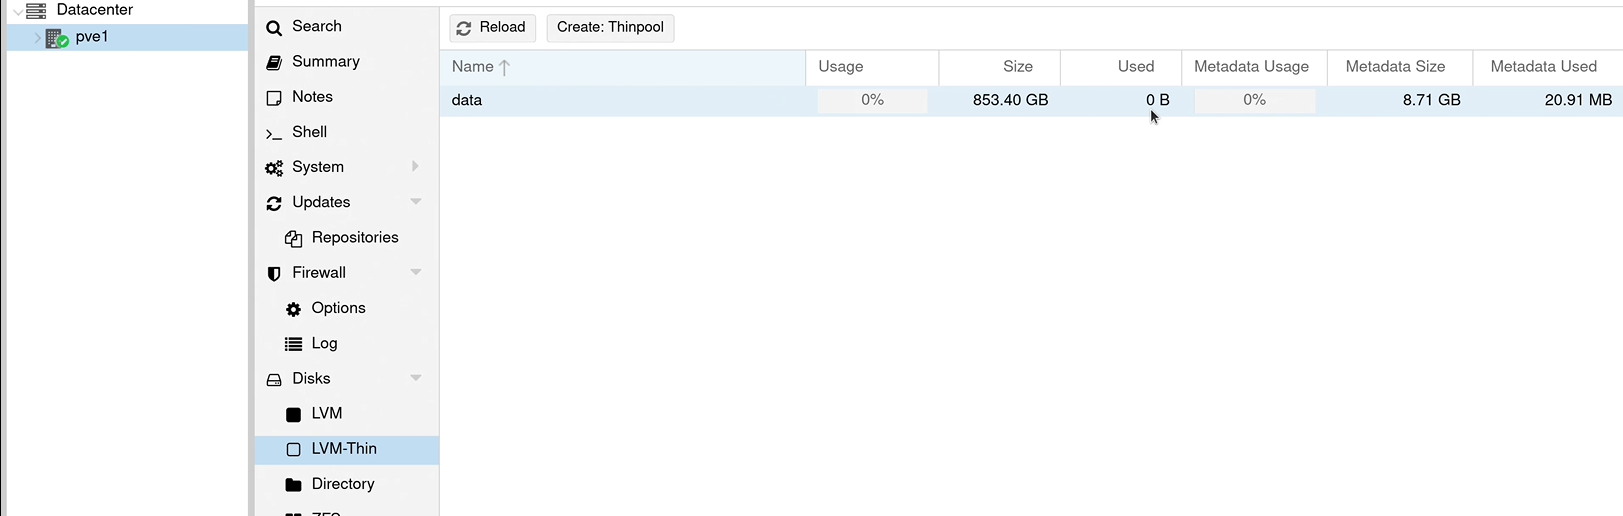 Datacenter
pve1
Search
Summary
Notes
Shell
System
Updates
Repositories
Firewall
Options
Log
Disks
LVM
LVM-Thin
Directory
Reload Create: Thinpool
Name Usage Size Used Metadata Usage Metadata Size Metadata Used
data 0% 853.40 GB 0 B 0% 8.71 GB 20.91 MB